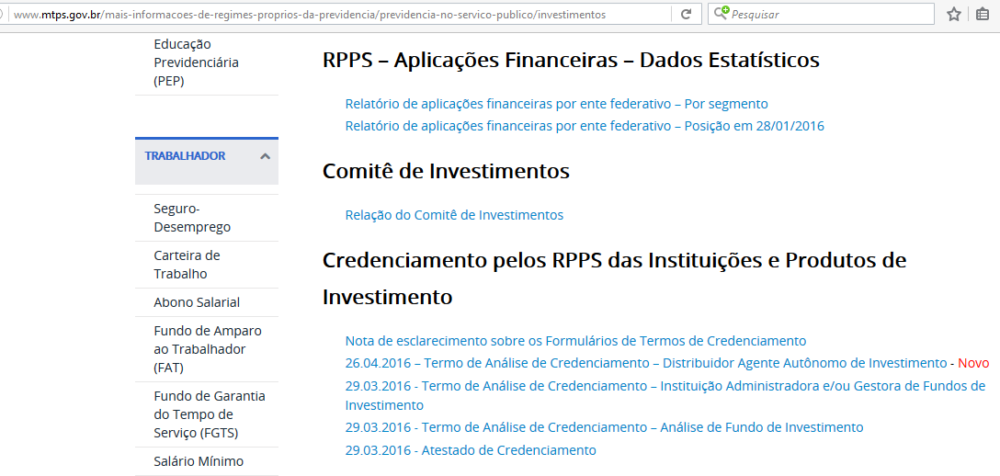 www.mtps.gov.br/mais-informacoes-de-regimes-proprios-da-previdencia/previdencia-no-servico-publico/investimentos
Pesquisar
Educação
Previdenciária
(PEP)
TRABALHADOR
Seguro-
Desemprego
Carteira de
Trabalho
Abono Salarial
Fundo de Amparo
ao Trabalhador
(FAT)
Fundo de Garantia
do Tempo de
Serviço (FGTS)
Salário Mínimo
RPPS – Aplicações Financeiras – Dados Estatísticos
Relatório de aplicações financeiras por ente federativo – Por segmento
Relatório de aplicações financeiras por ente federativo – Posição em 28/01/2016
Comitê de Investimentos
Relação do Comitê de Investimentos
Credenciamento pelos RPPS das Instituições e Produtos de
Investimento
Nota de esclarecimento sobre os Formulários de Termos de Credenciamento
26.04.2016 – Termo de Análise de Credenciamento – Distribuidor Agente Autônomo de Investimento - Novo
29.03.2016 - Termo de Análise de Credenciamento – Instituição Administradora e/ou Gestora de Fundos de
Investimento
29.03.2016 - Termo de Análise de Credenciamento – Análise de Fundo de Investimento
29.03.2016 - Atestado de Credenciamento